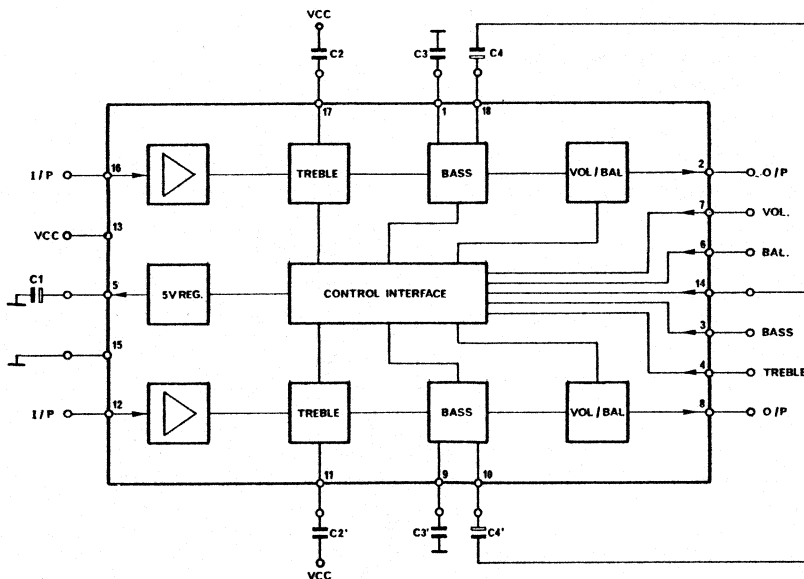 VCC
C2
C3
C4
17
1
18
I/P
16
TREBLE
BASS
VOL/BAL
2
O/P
7
VOL.
VCC
13
6
BAL.
C1
5
5V REG.
CONTROL INTERFACE
14
3
BASS
15
4
TREBLE
I/P
12
TREBLE
BASS
VOL/BAL
8
O/P
11
9
10
C2'
C3'
C4'
VCC